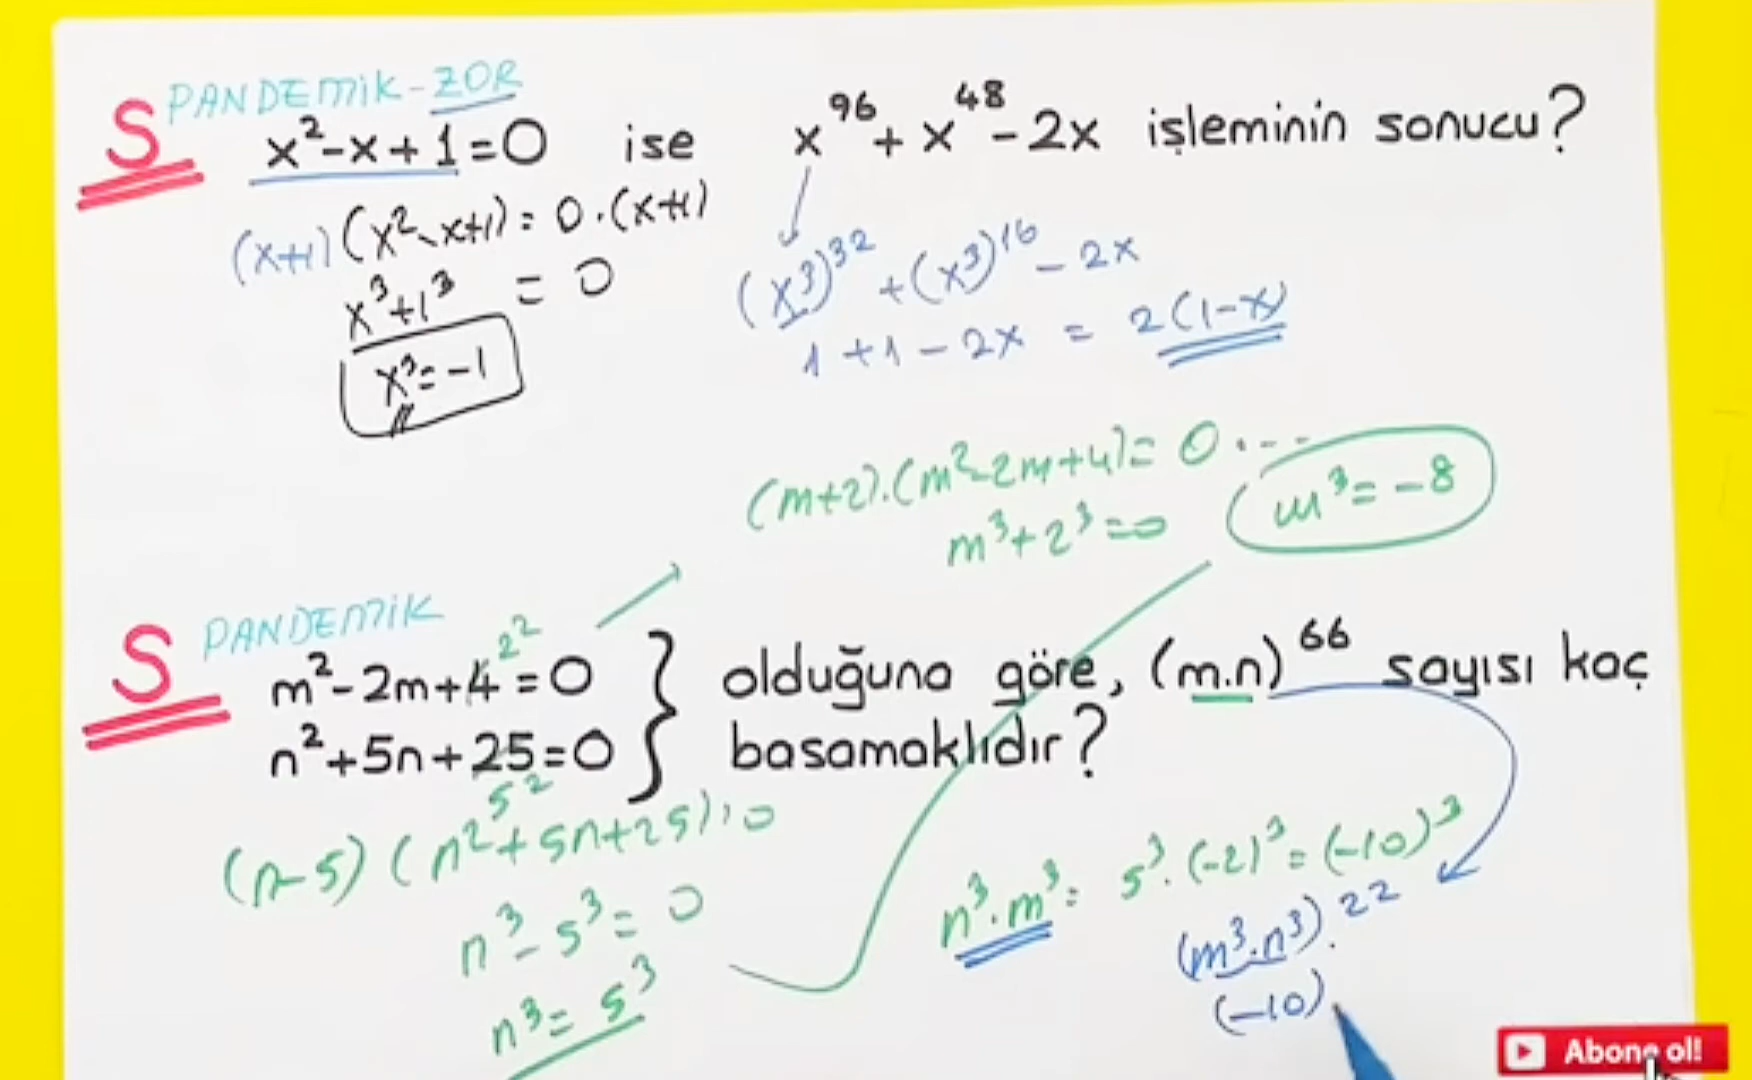 PANDEMİK-ZOR
S x²-x+1=0 ise x⁹⁶+x⁴⁸-2x işleminin sonucu?
(x+1)(x²-x+1)=0.(x+1)
x³+1³=0
x³=-1
(x³)³²+(x³)¹⁶-2x
1+1-2x=2(1-x)
(m+2).(m²-2m+4)=0...
m³+2³=0
m³=-8
PANDEMİK
S m²-2m+4=0
2²
n²+5n+25=0
5²
} olduğuna göre, (m.n)⁶⁶ sayısı kaç
basamaklıdır?
(n-5)(n²+5n+25)=0
n³-5³=0
n³=5³
n³.m³=5³.(-2)³=(-10)³
(m³.n³).²²
(-10)
Abone ol!